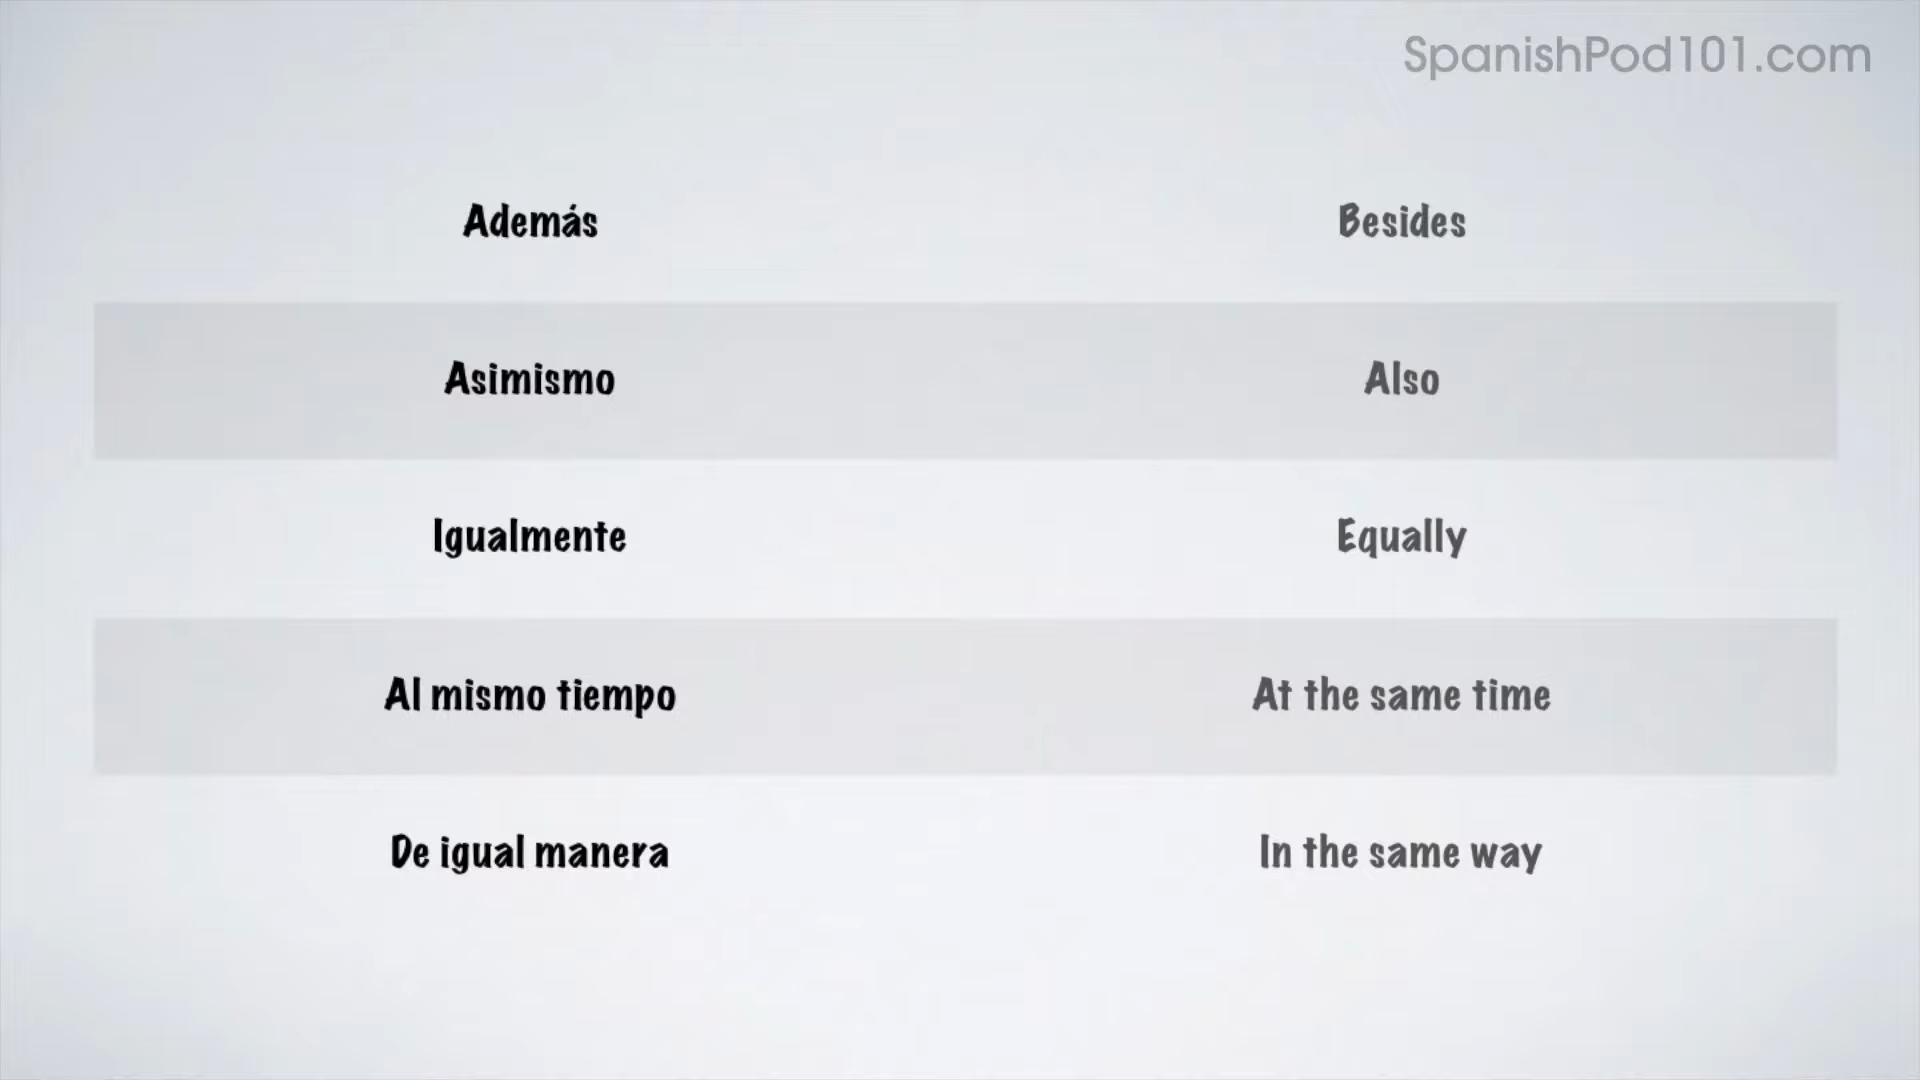 SpanishPod101.com
Además Besides
Asimismo Also
Igualmente Equally
Al mismo tiempo At the same time
De igual manera In the same way